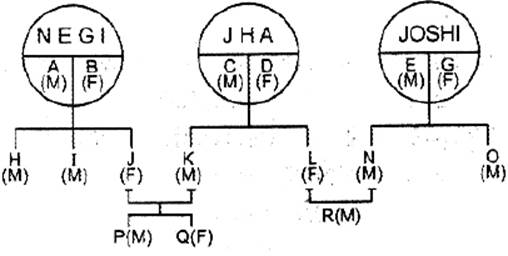 NEGI JHA JOSHI
A B C D E G
(M) (F) (M) (F) (M) (F)
H I J K L N O
(M) (M) (F) (M) (F) (M) (M)
R(M)
P(M) Q(F)